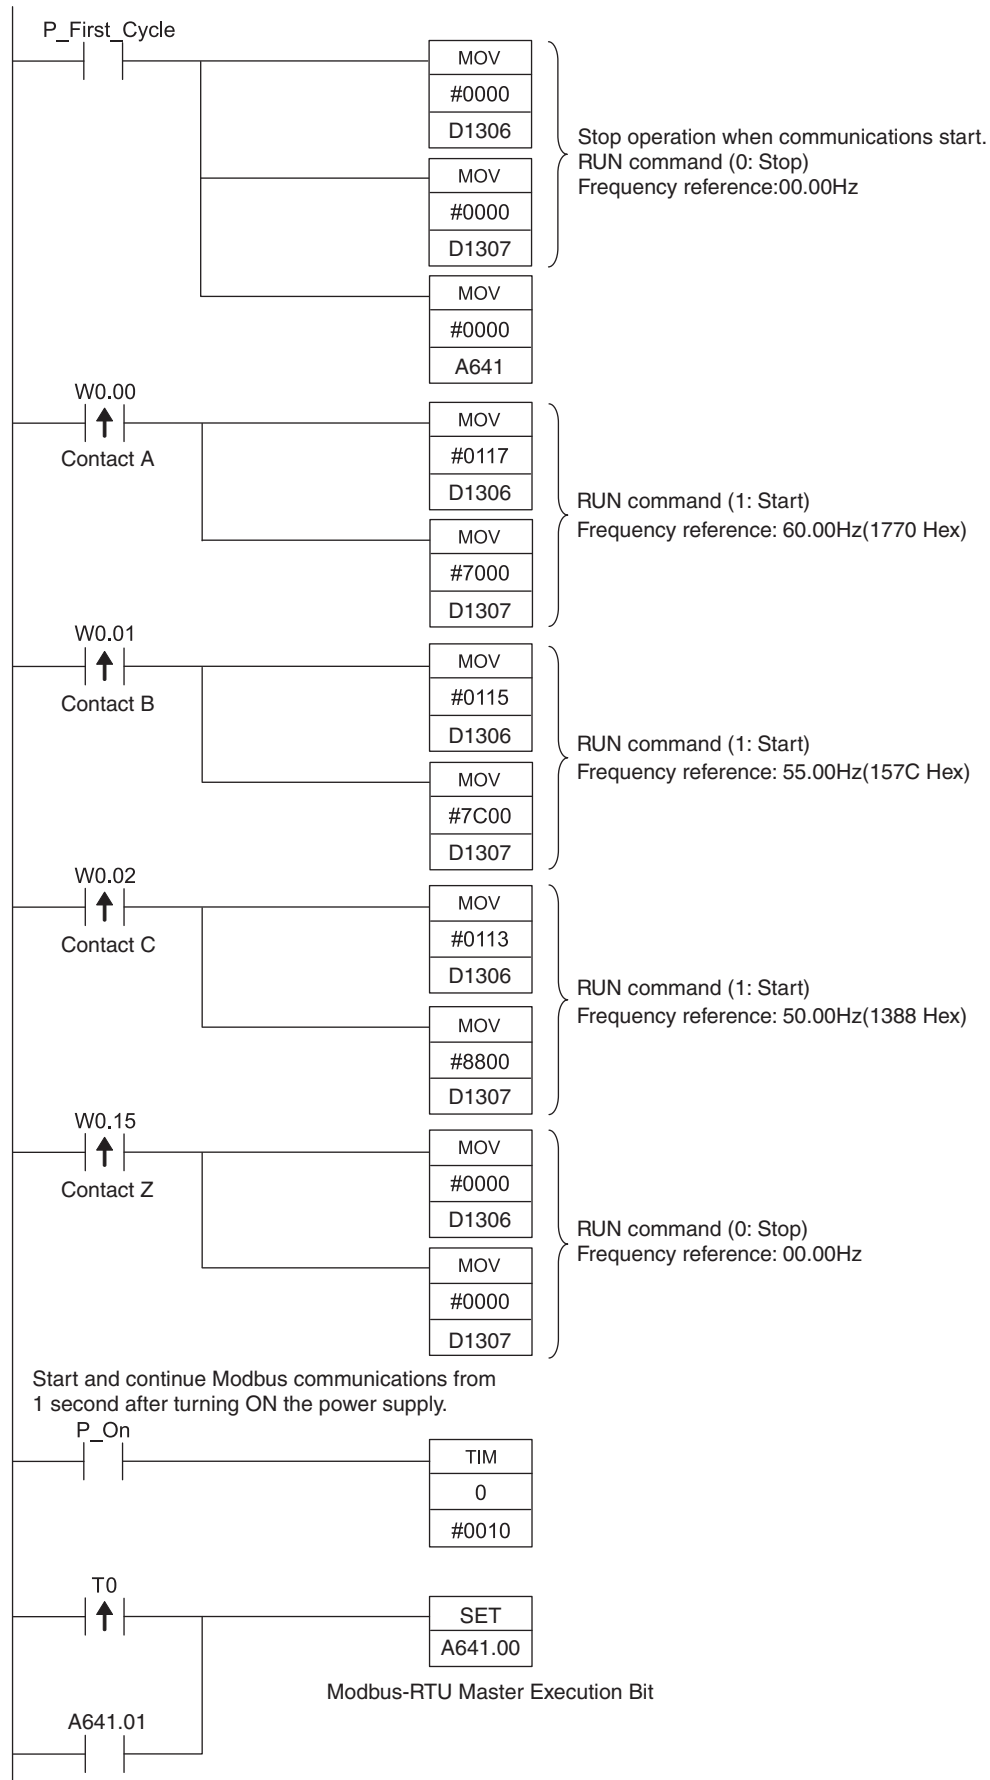 P_First_Cycle
MOV
#0000
D1306
MOV
#0000
D1307
Stop operation when communications start.
RUN command (0: Stop)
Frequency reference:00.00Hz
MOV
#0000
A641
W0.00
Contact A
MOV
#0117
D1306
MOV
#7000
D1307
RUN command (1: Start)
Frequency reference: 60.00Hz(1770 Hex)
W0.01
Contact B
MOV
#0115
D1306
MOV
#7C00
D1307
RUN command (1: Start)
Frequency reference: 55.00Hz(157C Hex)
W0.02
Contact C
MOV
#0113
D1306
MOV
#8800
D1307
RUN command (1: Start)
Frequency reference: 50.00Hz(1388 Hex)
W0.15
Contact Z
MOV
#0000
D1306
MOV
#0000
D1307
RUN command (0: Stop)
Frequency reference: 00.00Hz
Start and continue Modbus communications from
1 second after turning ON the power supply.
P_On
TIM
0
#0010
T0
SET
A641.00
Modbus-RTU Master Execution Bit
A641.01